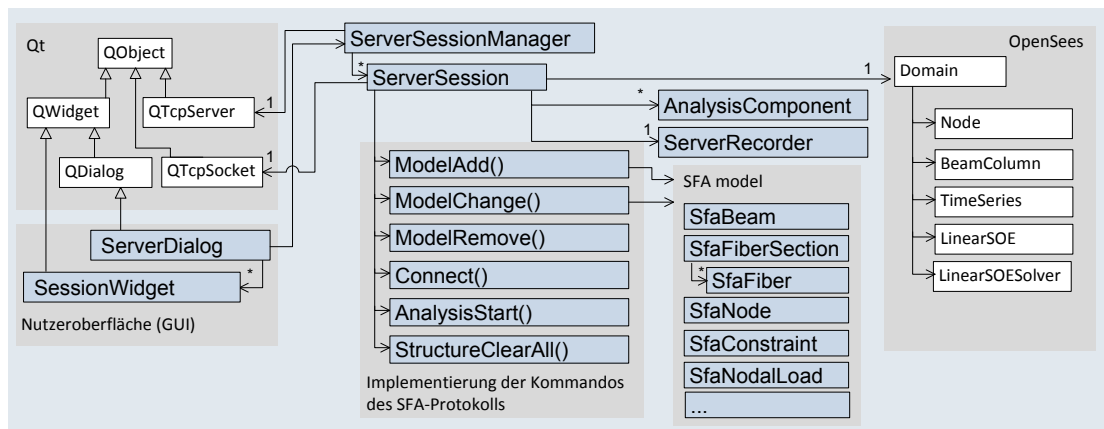 Qt
QObject
QWidget
QTcpServer
QDialog
QTcpSocket
1
1
ServerDialog
*
SessionWidget
Nutzeroberfläche (GUI)
ServerSessionManager
*
ServerSession
1
*
AnalysisComponent
1
ServerRecorder
ModelAdd()
ModelChange()
ModelRemove()
Connect()
AnalysisStart()
StructureClearAll()
Implementierung der Kommandos
des SFA-Protokolls
SFA model
SfaBeam
SfaFiberSection
*
SfaFiber
SfaNode
SfaConstraint
SfaNodalLoad
...
OpenSees
Domain
Node
BeamColumn
TimeSeries
LinearSOE
LinearSOESolver